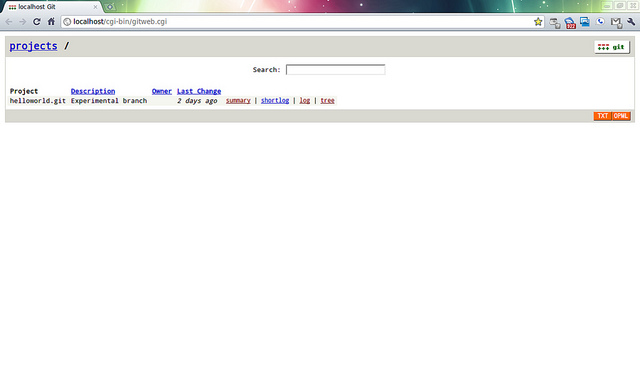 localhost Git
localhost/cgi-bin/gitweb.cgi
projects /
git
Search:
Project Description Owner Last Change
helloworld.git Experimental branch 2 days ago summary | shortlog | log | tree
TXT OPML